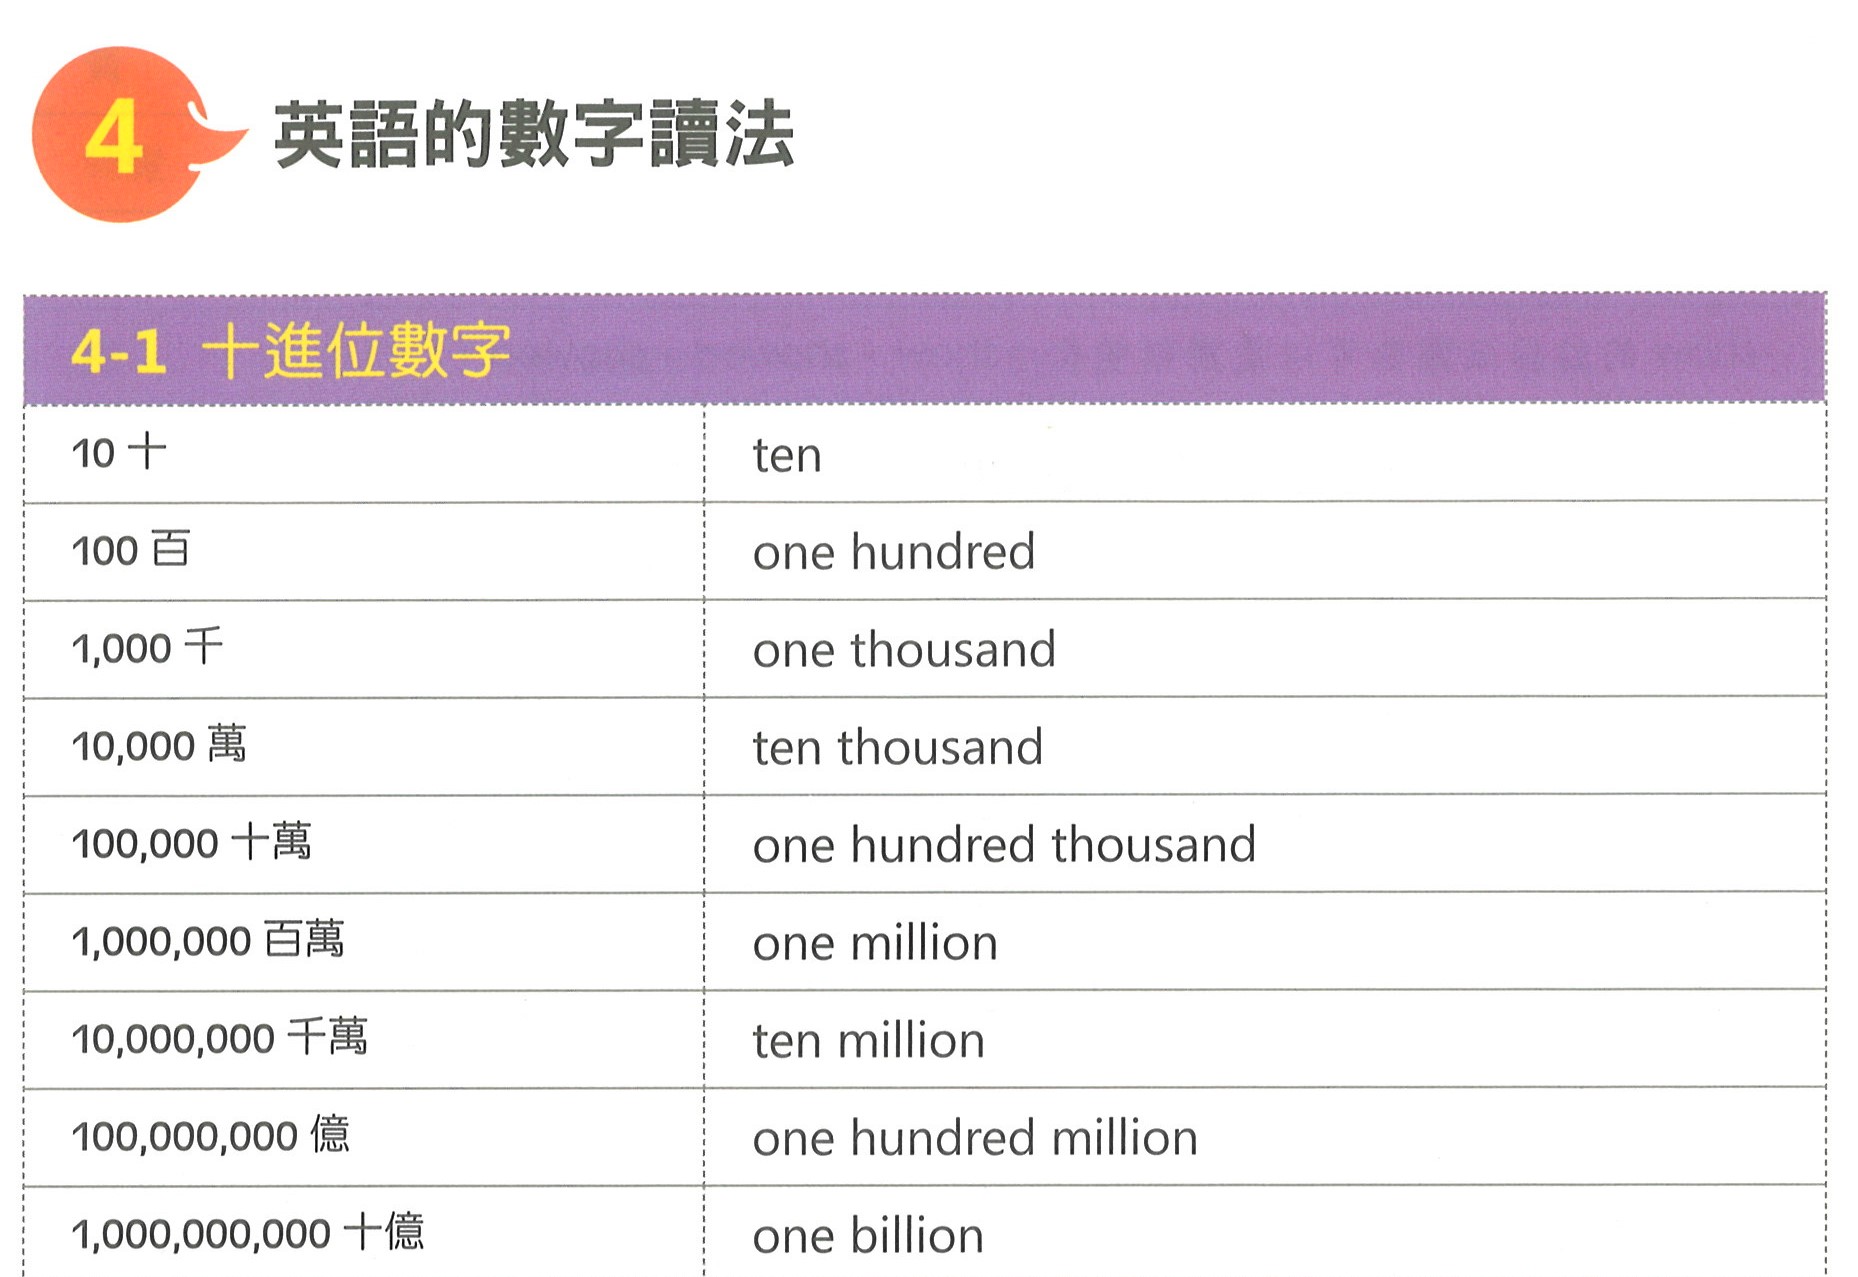 4 英語的數字讀法
4-1 十進位數字
10 十 ten
100 百 one hundred
1,000 千 one thousand
10,000 萬 ten thousand
100,000 十萬 one hundred thousand
1,000,000 百萬 one million
10,000,000 千萬 ten million
100,000,000 億 one hundred million
1,000,000,000 十億 one billion